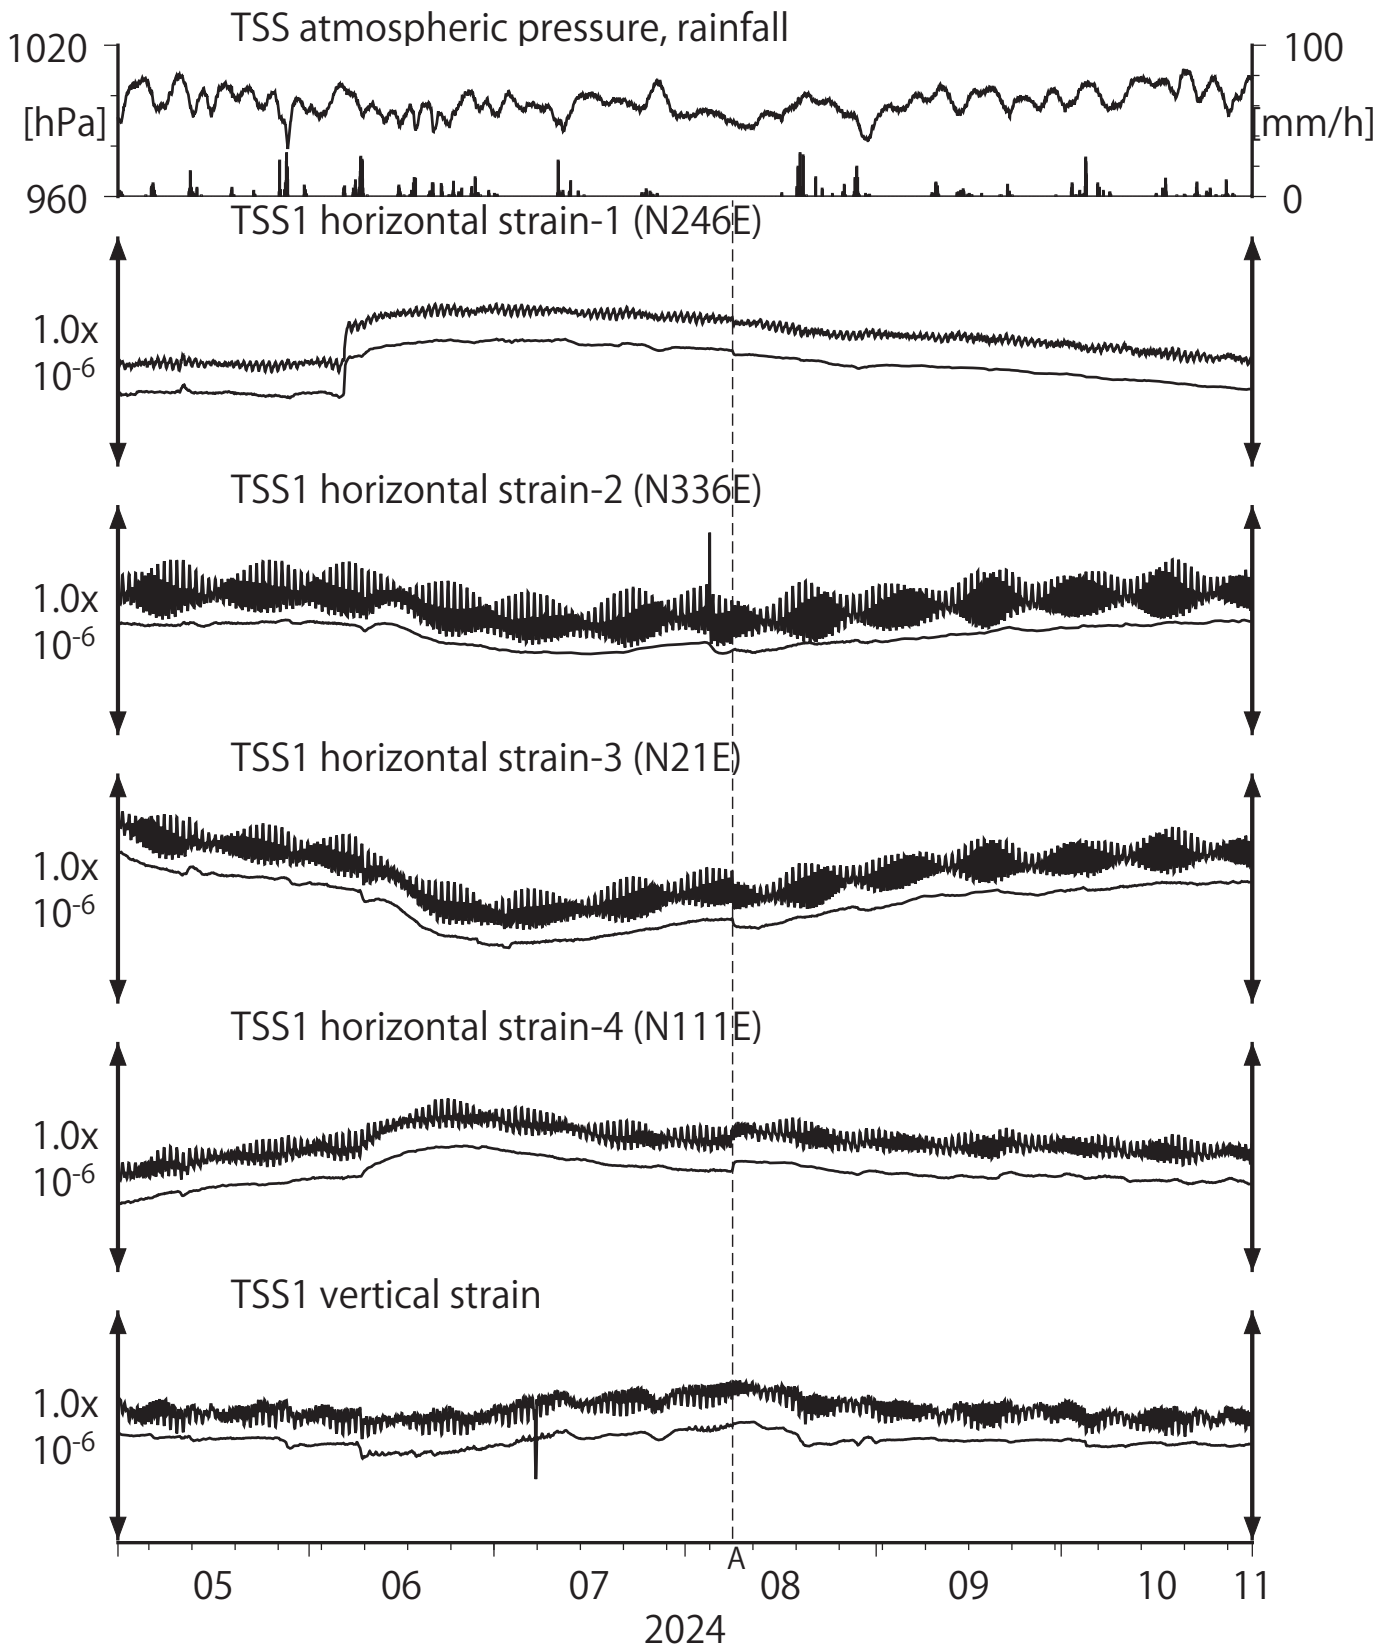 TSS atmospheric pressure, rainfall
1020
100
[hPa]
[mm/h]
960
0
TSS1 horizontal strain-1 (N246E)
1.0x
10-6
TSS1 horizontal strain-2 (N336E)
1.0x
10-6
TSS1 horizontal strain-3 (N21E)
1.0x
10-6
TSS1 horizontal strain-4 (N111E)
1.0x
10-6
TSS1 vertical strain
1.0x
10-6
A
05 06 07 08 09 10 11
2024